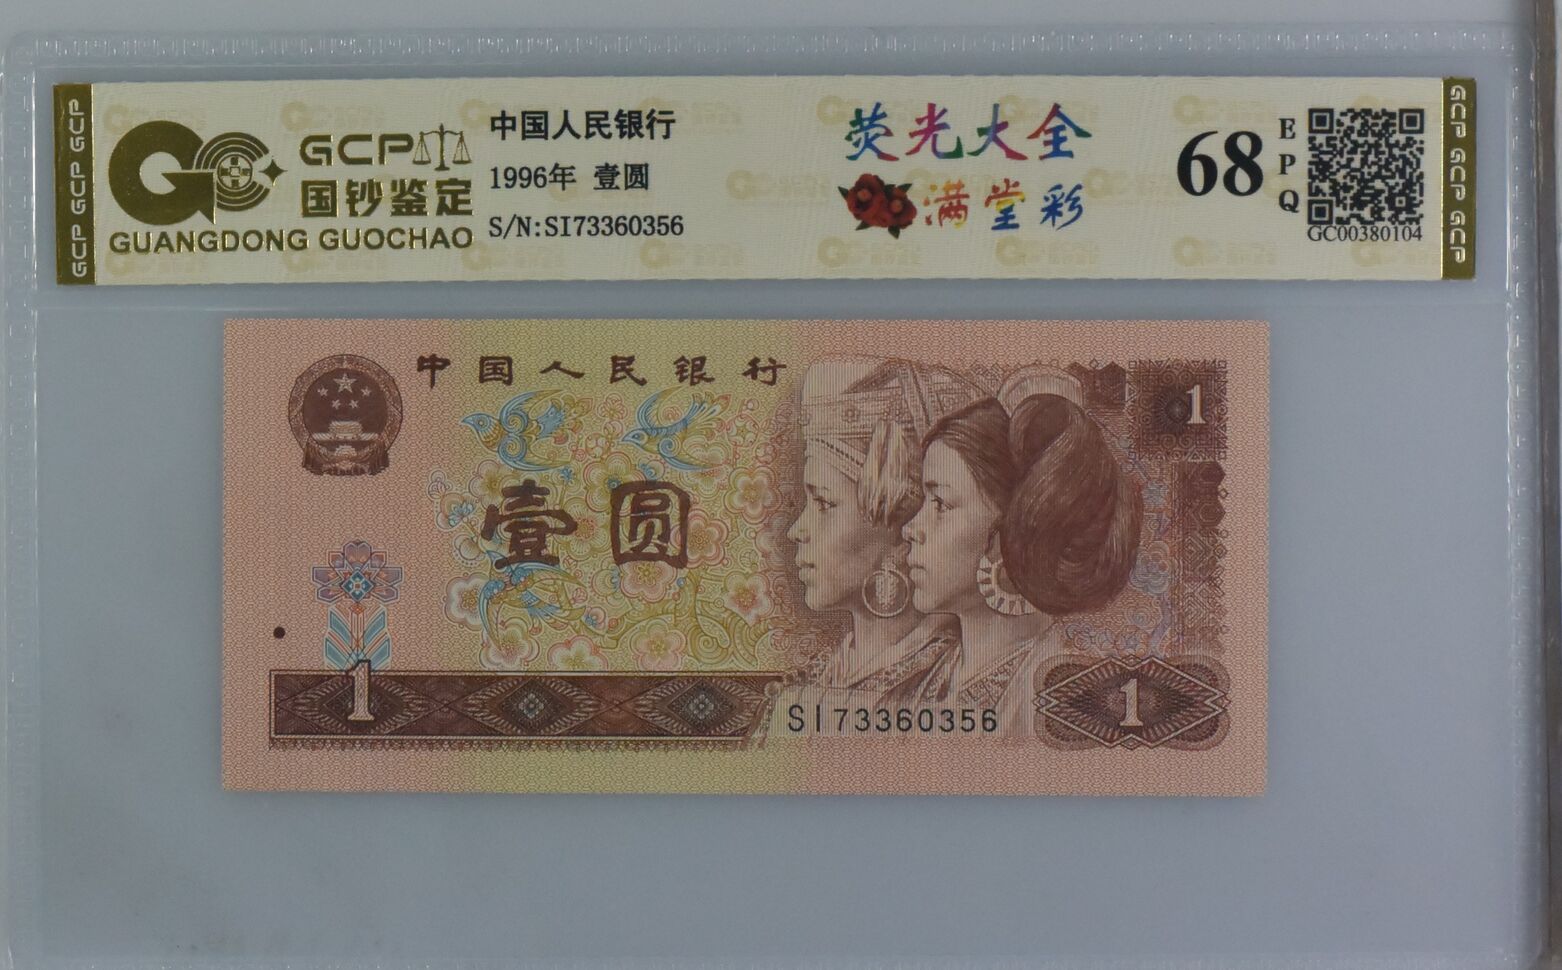 GCP GCP GCP
GCP
国钞鉴定
GUANGDONG GUOCHAO
中国人民银行
1996年 壹圆
S/N:SI73360356
荧光大全
满堂彩
68
EPQ
GC00380104
GCP GCP GCP
中国人民银行
1
壹圆
1
SI73360356
1